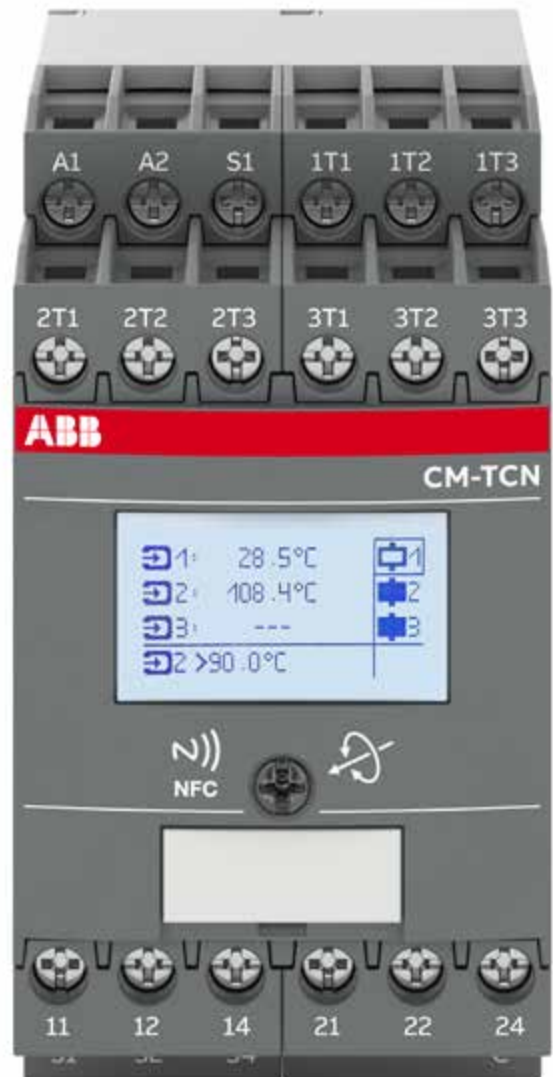 A1 A2 S1 1T1 1T2 1T3
2T1 2T2 2T3 3T1 3T2 3T3
ABB
CM-TCN
1: 28.5°C 1
2: 108.4°C 2
3: --- 3
2 >90.0°C
NFC
11 12 14 21 22 24